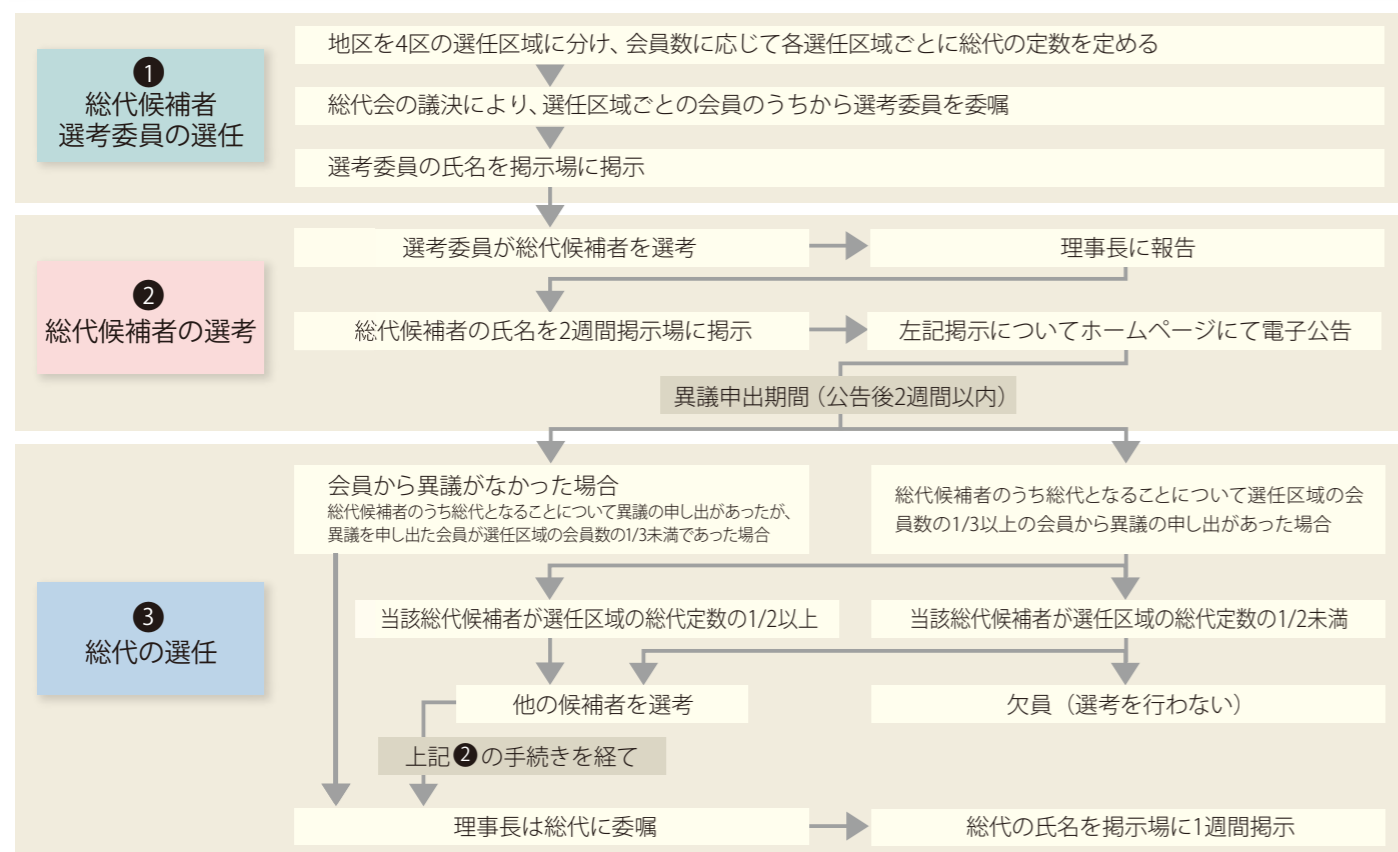 ❶
総代候補者
選考委員の選任
地区を4区の選任区域に分け、会員数に応じて各選任区域ごとに総代の定数を定める
総代会の議決により、選任区域ごとの会員のうちから選考委員を委嘱
選考委員の氏名を掲示場に掲示
❷
総代候補者の選考
選考委員が総代候補者を選考
理事長に報告
総代候補者の氏名を2週間掲示場に掲示
左記掲示についてホームページにて電子公告
異議申出期間（公告後2週間以内）
❸
総代の選任
会員から異議がなかった場合
総代候補者のうち総代となることについて異議の申し出があったが、
異議を申し出た会員が選任区域の会員数の1/3未満であった場合
総代候補者のうち総代となることについて選任区域の会
員数の1/3以上の会員から異議の申し出があった場合
当該総代候補者が選任区域の総代定数の1/2以上
当該総代候補者が選任区域の総代定数の1/2未満
他の候補者を選考
欠員（選考を行わない）
上記❷の手続きを経て
理事長は総代に委嘱
総代の氏名を掲示場に1週間掲示